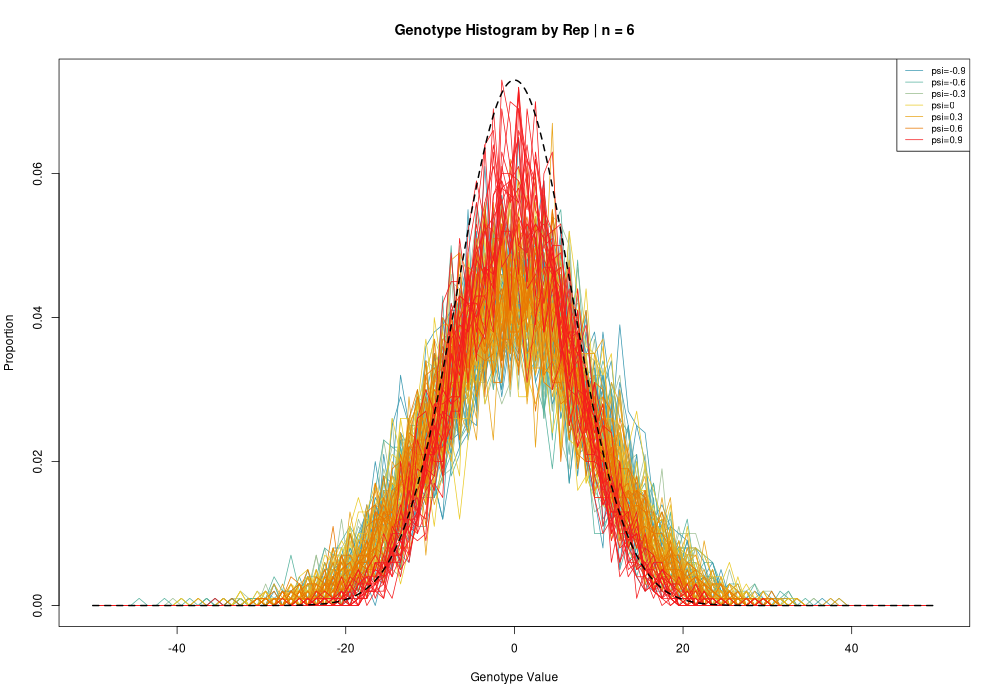 Genotype Histogram by Rep | n = 6
psi=-0.9
psi=-0.6
psi=-0.3
psi=0
psi=0.3
psi=0.6
psi=0.9
Proportion
0.06
0.04
0.02
0.00
-40 -20 0 20 40
Genotype Value